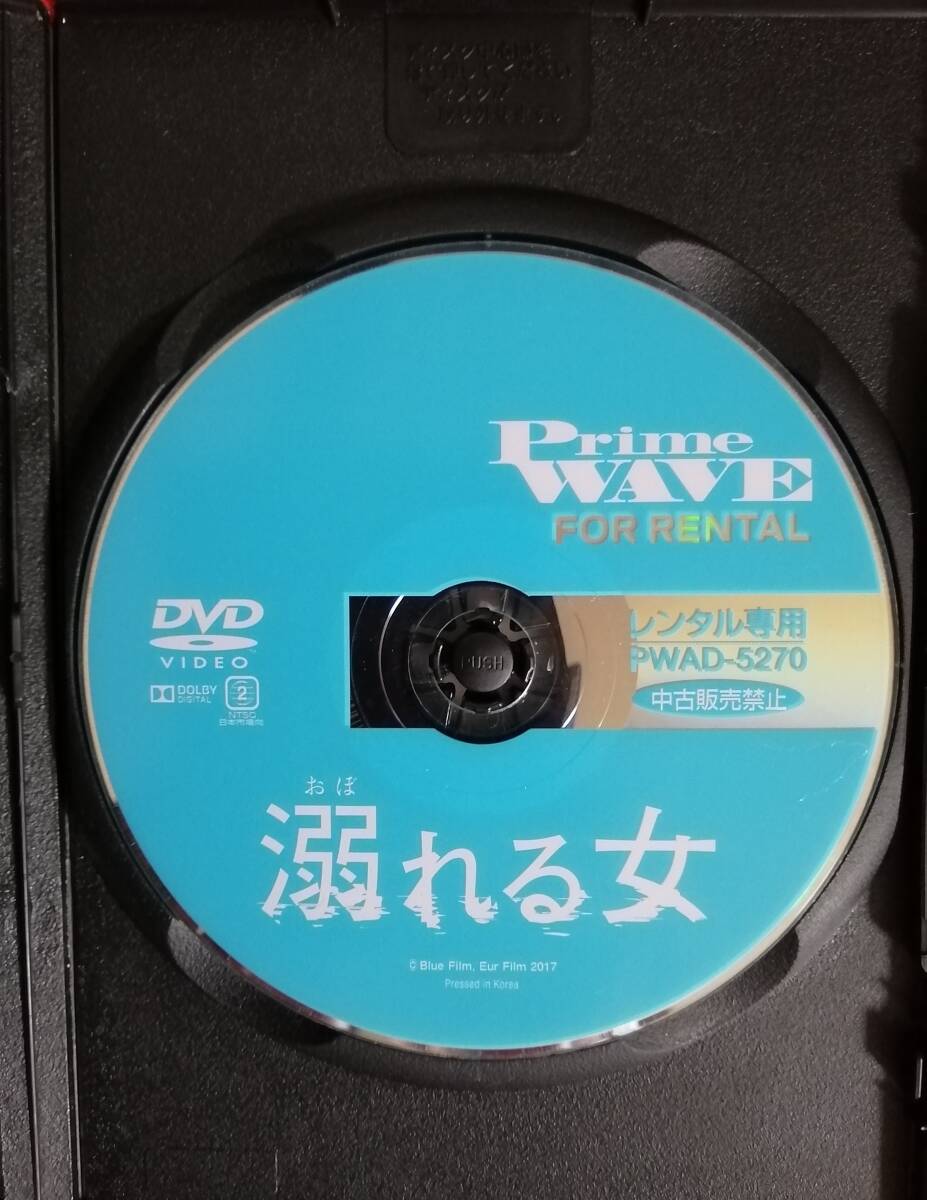 Prime
WAVE
FOR RENTAL
DVD
VIDEO
DOLBY
DIGITAL
2
NTSC
日本市場向
PUSH
レンタル専用
PWAD-5270
中古販売禁止
おぼ
溺れる女
© Blue Film, Eur Film 2017
Pressed in Korea